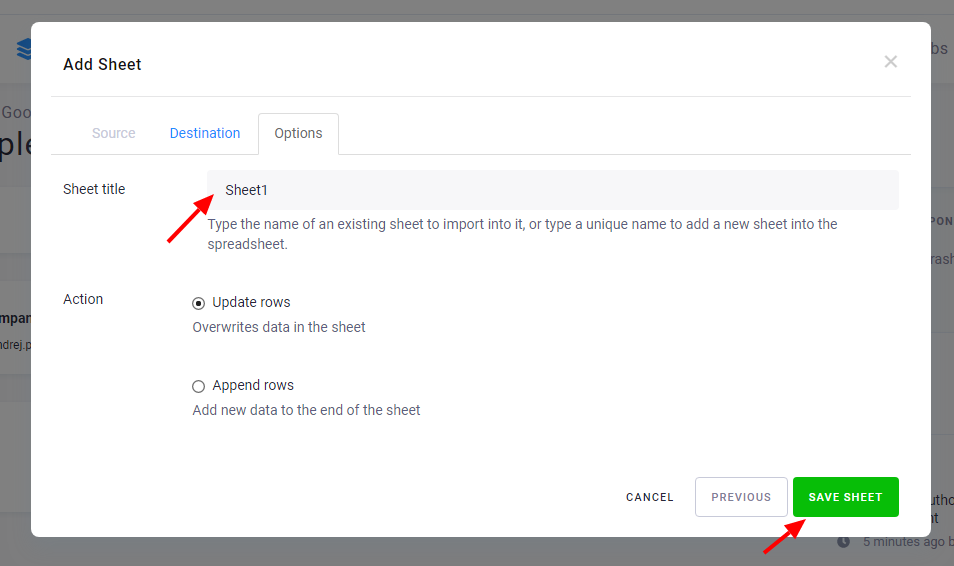 bs
Goo
Add Sheet
Source
Destination
Options
Sheet title
Sheet1
Type the name of an existing sheet to import into it, or type a unique name to add a new sheet into the
spreadsheet.
PON
rash
Action
Update rows
Overwrites data in the sheet
mpan
ndrej.p
Append rows
Add new data to the end of the sheet
CANCEL
PREVIOUS
SAVE SHEET
utho
nt
5 minutes ago b